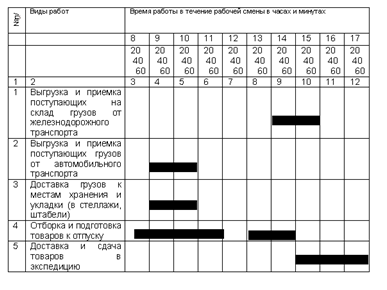 №п/ Виды работ Время работы в течение рабочей смены в часах и минутах
8 9 10 11 12 13 14 15 16 17
20 20 20 20 20 20 20 20 20 20
40 40 40 40 40 40 40 40 40 40
60 60 60 60 60 60 60 60 60 60
1 2 3 4 5 6 7 8 9 10 11 12
1 Выгрузка и приемка
поступающих на
склад грузов от
железнодорожного
транспорта
2 Выгрузка и приемка
поступающих грузов
от автомобильного
транспорта
3 Доставка грузов к
местам хранения и
укладки (в стеллажи,
штабели)
4 Отборка и подготовка
товаров к отпуску
5 Доставка и сдача
товаров в
экспедицию